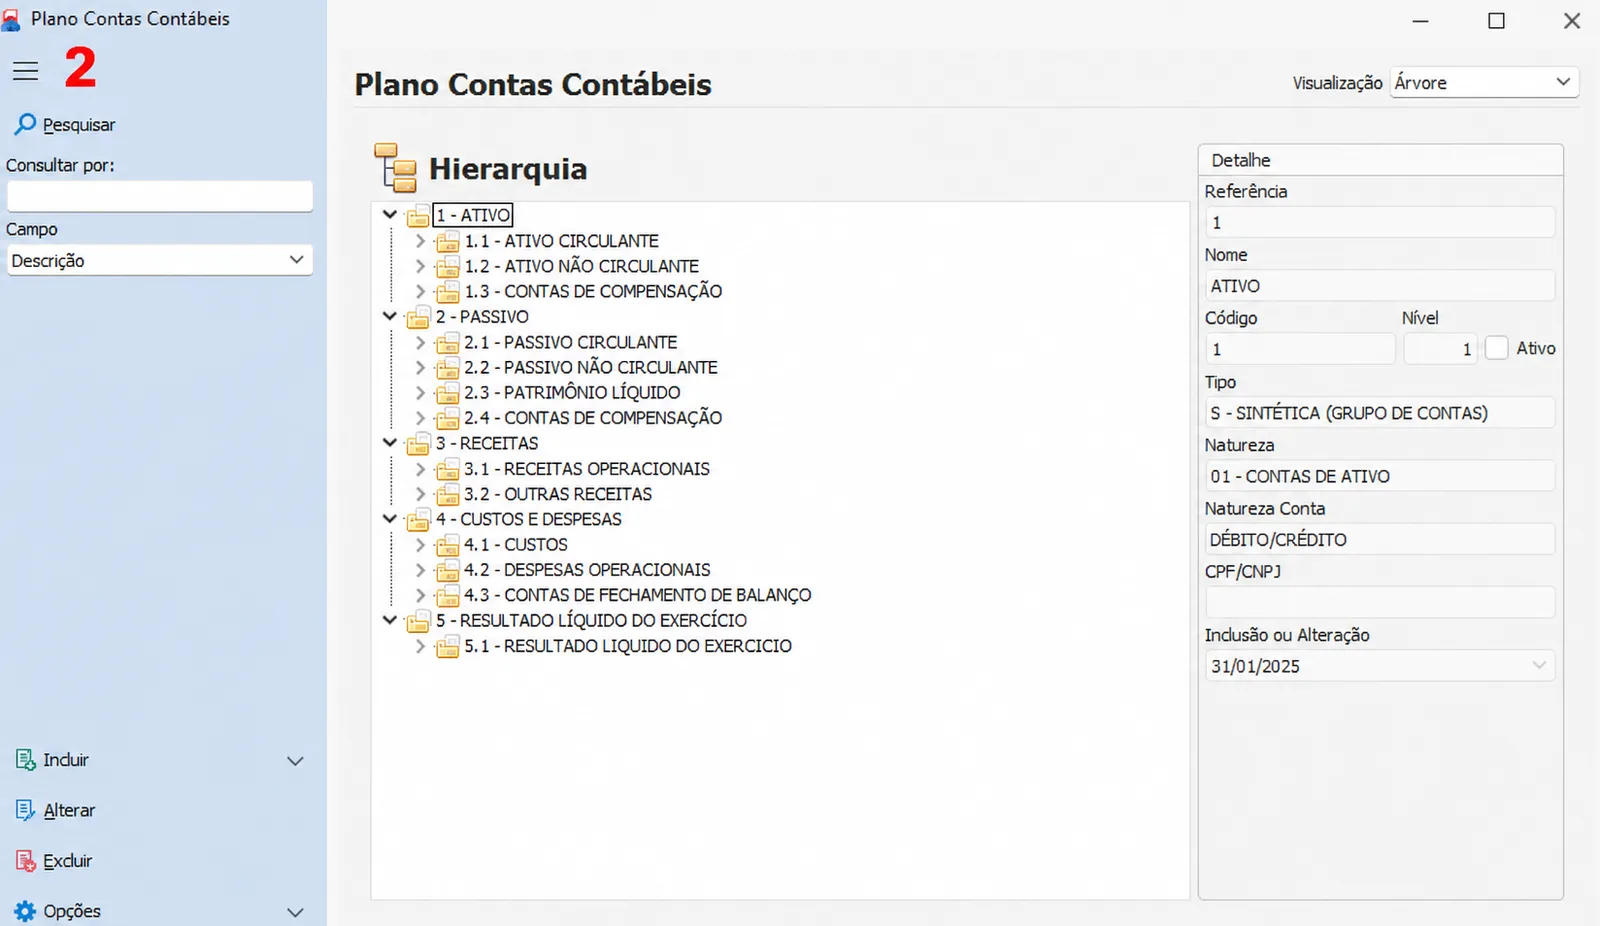 Plano Contas Contábeis
2
Pesquisar
Consultar por:
Campo
Descrição
Incluir
Alterar
Excluir
Opções
Plano Contas Contábeis
Visualização Árvore
Hierarquia
1 - ATIVO
1.1 - ATIVO CIRCULANTE
1.2 - ATIVO NÃO CIRCULANTE
1.3 - CONTAS DE COMPENSAÇÃO
2 - PASSIVO
2.1 - PASSIVO CIRCULANTE
2.2 - PASSIVO NÃO CIRCULANTE
2.3 - PATRIMÔNIO LÍQUIDO
2.4 - CONTAS DE COMPENSAÇÃO
3 - RECEITAS
3.1 - RECEITAS OPERACIONAIS
3.2 - OUTRAS RECEITAS
4 - CUSTOS E DESPESAS
4.1 - CUSTOS
4.2 - DESPESAS OPERACIONAIS
4.3 - CONTAS DE FECHAMENTO DE BALANÇO
5 - RESULTADO LÍQUIDO DO EXERCÍCIO
5.1 - RESULTADO LIQUIDO DO EXERCICIO
Detalhe
Referência
1
Nome
ATIVO
Código Nível
1 1 Ativo
Tipo
S - SINTÉTICA (GRUPO DE CONTAS)
Natureza
01 - CONTAS DE ATIVO
Natureza Conta
DÉBITO/CRÉDITO
CPF/CNPJ
Inclusão ou Alteração
31/01/2025